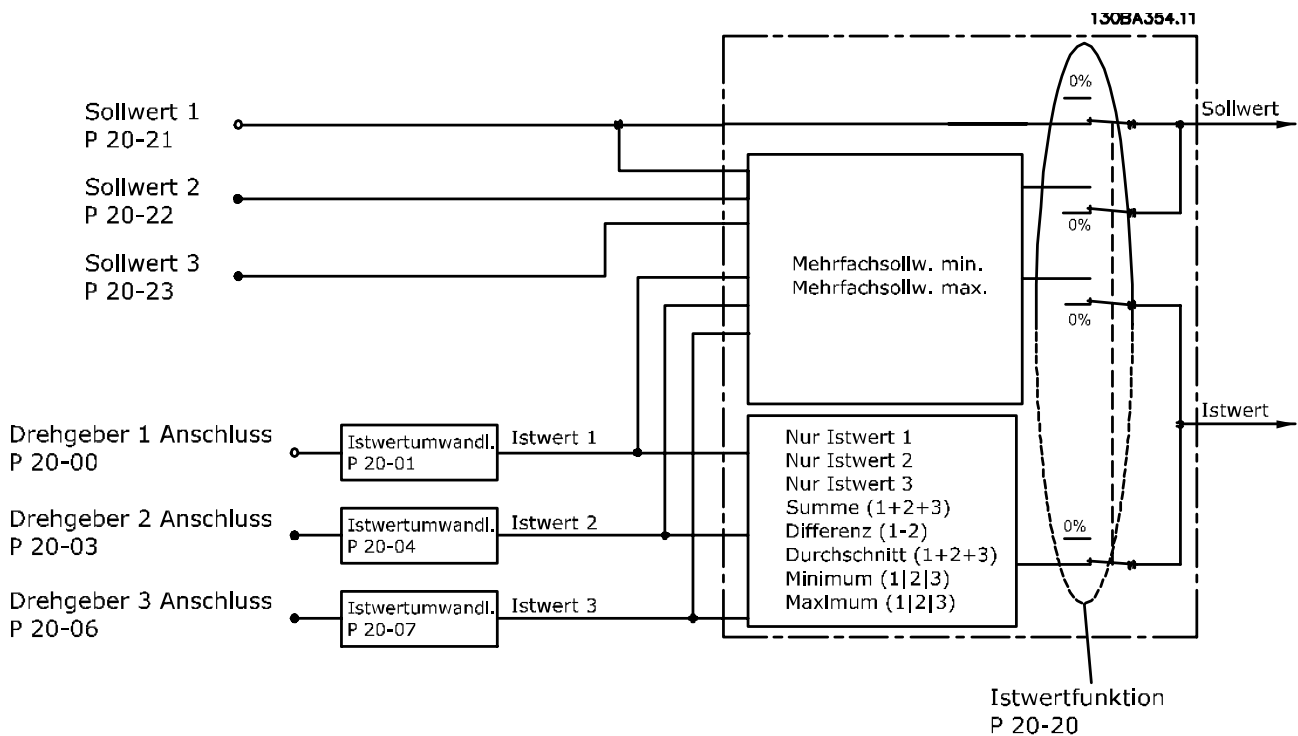 130BA354.11
Sollwert 1
P 20-21
Sollwert 2
P 20-22
Sollwert 3
P 20-23
0%
Sollwert
0%
Mehrfachsollw. min.
Mehrfachsollw. max.
0%
Istwert
Drehgeber 1 Anschluss
P 20-00
Istwertumwandl.
P 20-01
Istwert 1
Drehgeber 2 Anschluss
P 20-03
Istwertumwandl.
P 20-04
Istwert 2
Drehgeber 3 Anschluss
P 20-06
Istwertumwandl.
P 20-07
Istwert 3
Nur Istwert 1
Nur Istwert 2
Nur Istwert 3
Summe (1+2+3)
Differenz (1-2)
Durchschnitt (1+2+3)
Minimum (1|2|3)
Maximum (1|2|3)
0%
Istwertfunktion
P 20-20